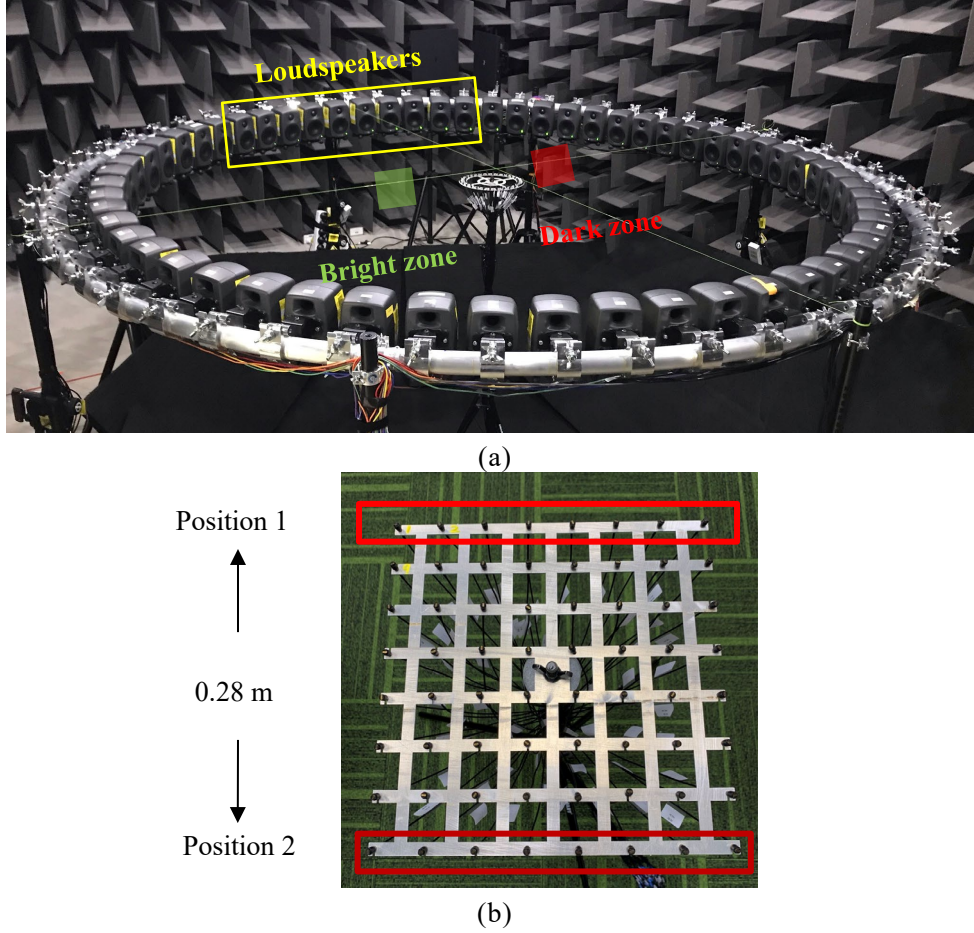 Loudspeakers
Dark zone
Bright zone
(a)
Position 1
0.28 m
Position 2
(b)